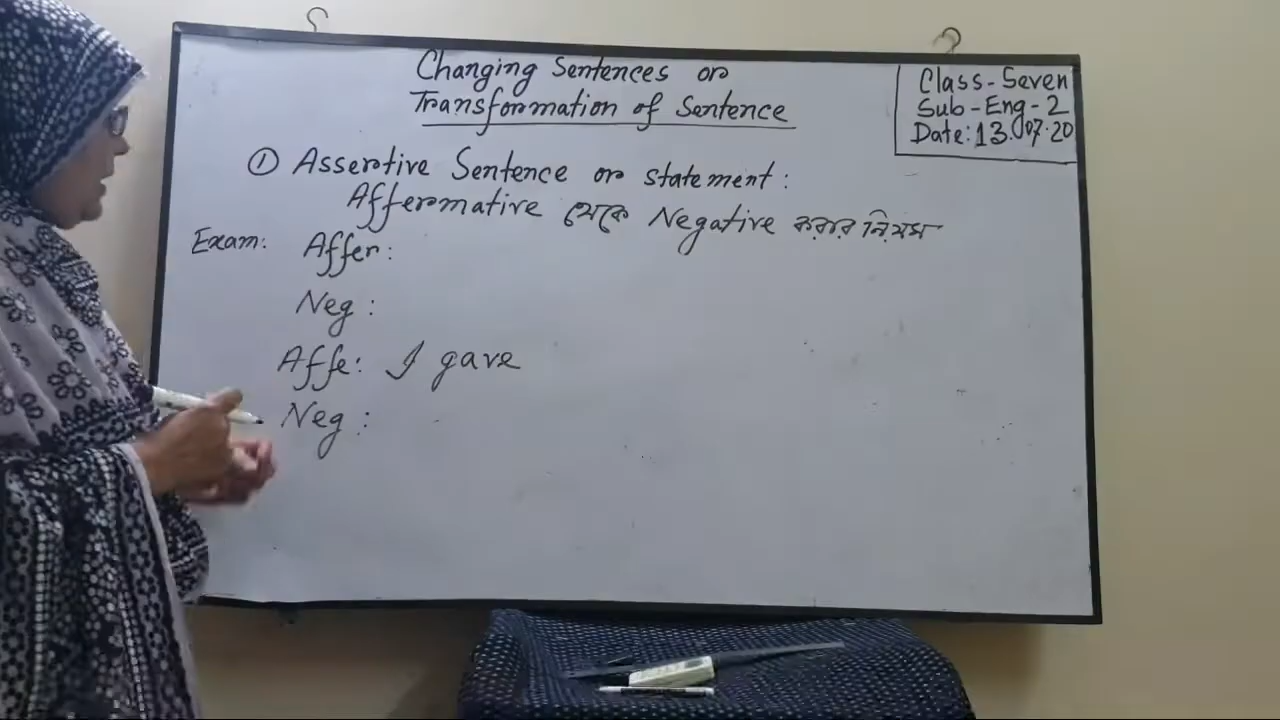 Changing Sentences or
Transformation of Sentence
Class-Seven
Sub-Eng-2
Date: 13.07.20
① Assertive Sentence or statement:
Affermative থেকে Negative করার নিয়ম
Exam: Affer:
Neg:
Affe: I gave
Neg: